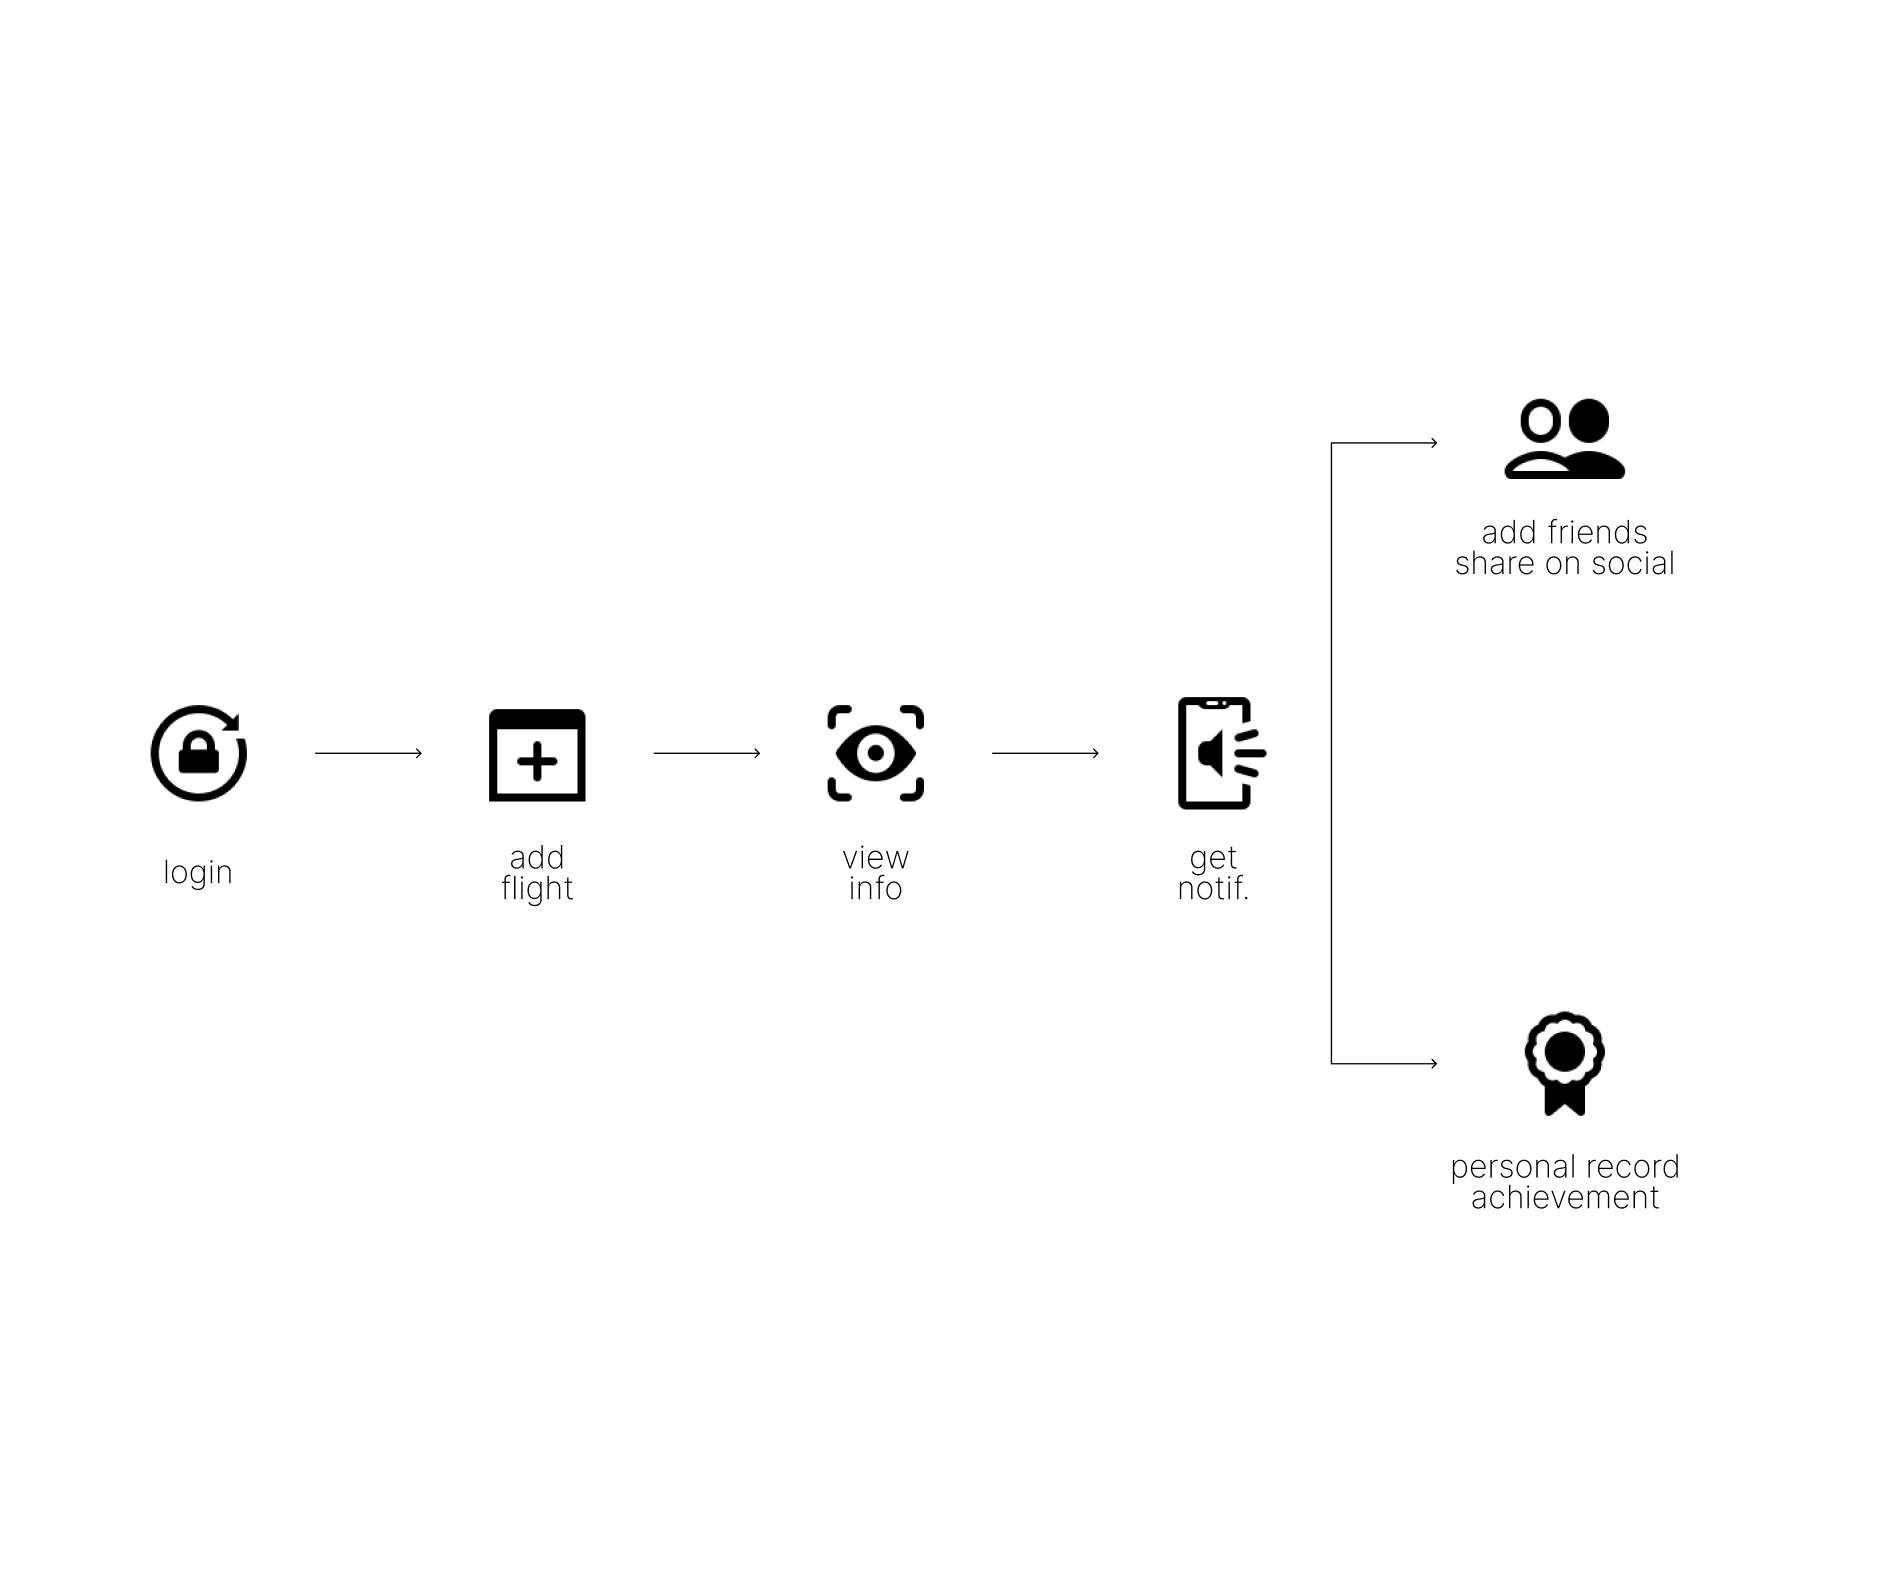 login
add
flight
view
info
get
notif.
add friends
share on social
personal record
achievement